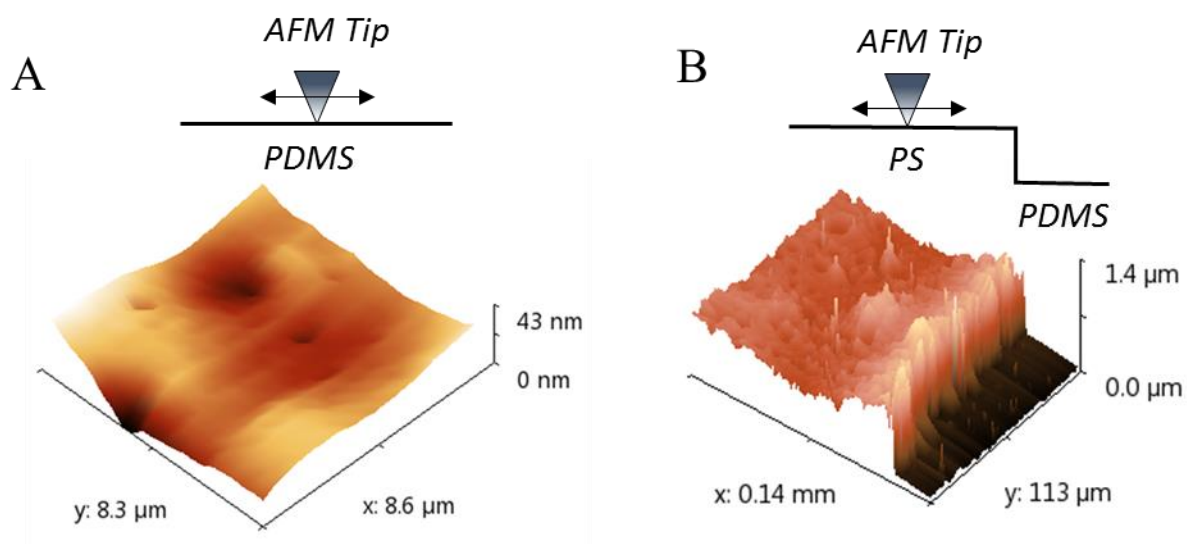 A
AFM Tip
PDMS
43 nm
0 nm
y: 8.3 µm
x: 8.6 µm
B
AFM Tip
PS
PDMS
1.4 µm
0.0 µm
x: 0.14 mm
y: 113 µm